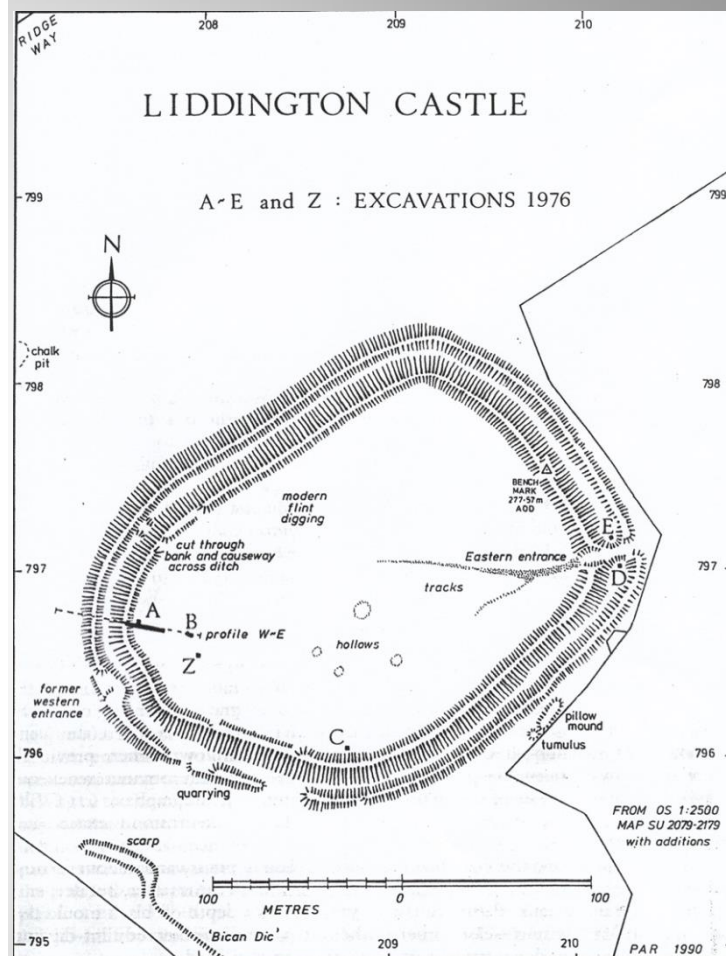 208
209
210
RIDGE
WAY
LIDDINGTON CASTLE
799
799
A-E and Z : EXCAVATIONS 1976
N
chalk
pit
798
798
BENCH
MARK
277·57m
AOD
modern
flint
digging
E
cut through
bank and causeway
across ditch
Eastern entrance
797
797
D
tracks
A
B
profile W-E
hollows
Z
former
western
entrance
C
pillow
mound
tumulus
796
796
quarrying
FROM OS 1:2500
MAP SU 2079-2179
with additions
scarp
100
0
100
METRES
'Bican Dic'
795
209
210
PAR 1990